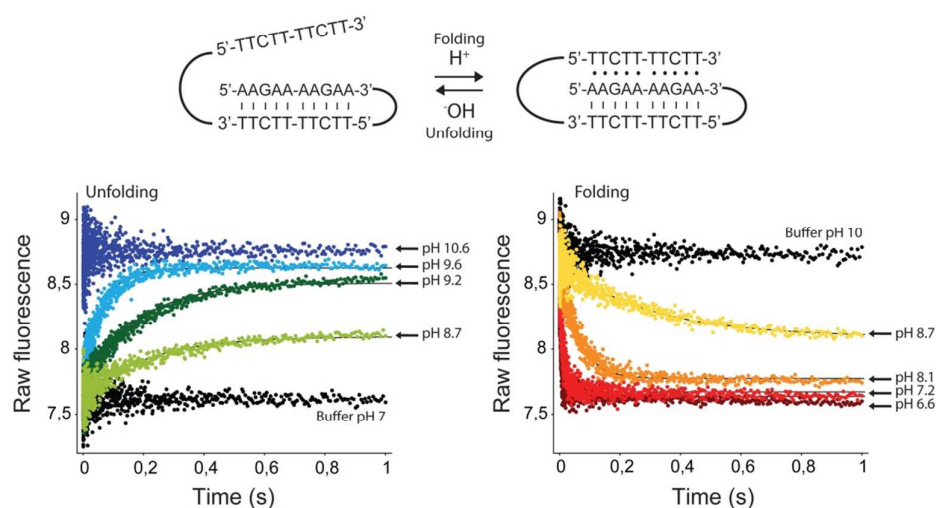 5'-TTCTT-TTCTT-3'
5'-AAGAA-AAGAA-3'
3'-TTCTT-TTCTT-5'
Folding
H+
-OH
Unfolding
5'-TTCTT-TTCTT-3'
5'-AAGAA-AAGAA-3'
3'-TTCTT-TTCTT-5'
Unfolding
Raw fluorescence
9
8,5
8
7.5
pH 10.6
pH 9.6
pH 9.2
pH 8.7
Buffer pH 7
0 0,2 0,4 0,6 0,8 1
Time (s)
Folding
Raw fluorescence
9
8,5
8
7.5
Buffer pH 10
pH 8.7
pH 8.1
pH 7.2
pH 6.6
0 0,2 0,4 0,6 0,8 1
Time (s)